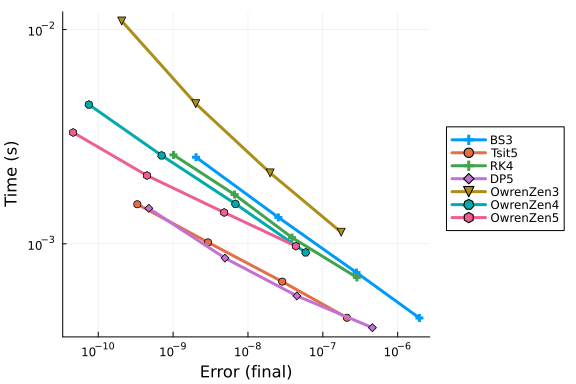 10⁻²
10⁻³
Time (s)
10⁻¹⁰ 10⁻⁹ 10⁻⁸ 10⁻⁷ 10⁻⁶
Error (final)
BS3
Tsit5
RK4
DP5
OwrenZen3
OwrenZen4
OwrenZen5